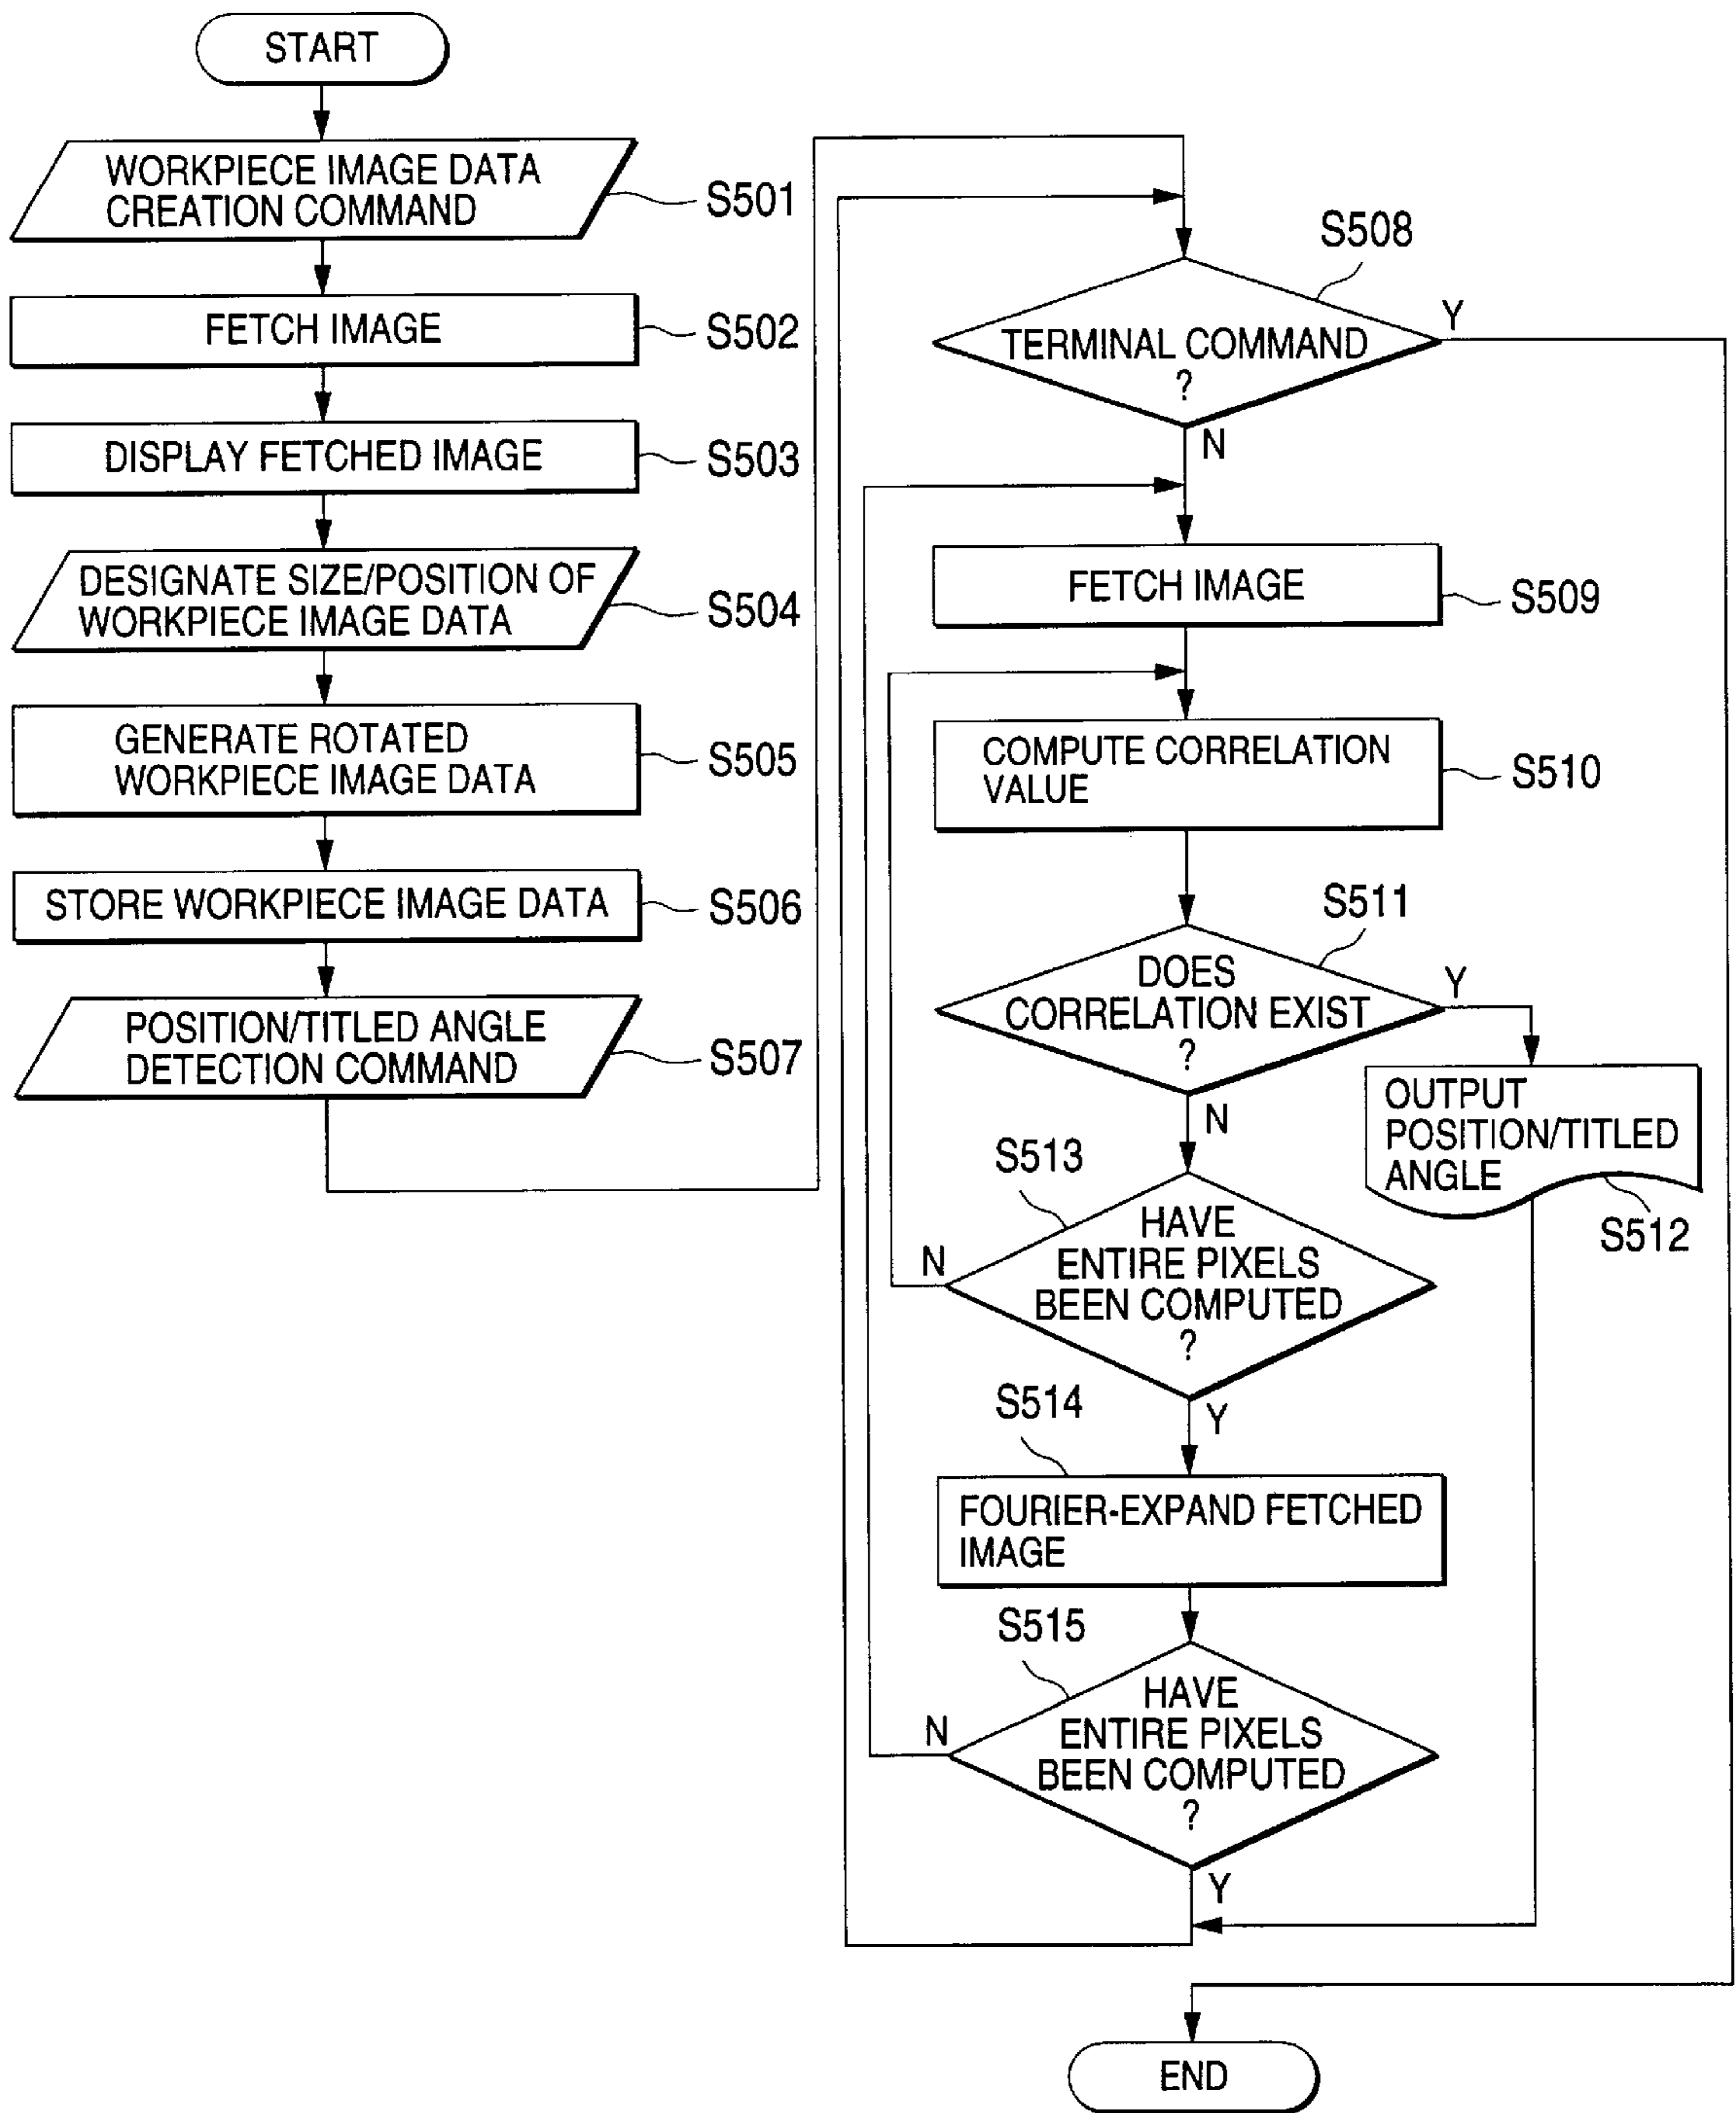 START
WORKPIECE IMAGE DATA
CREATION COMMAND
S501
FETCH IMAGE
S502
DISPLAY FETCHED IMAGE
S503
DESIGNATE SIZE/POSITION OF
WORKPIECE IMAGE DATA
S504
GENERATE ROTATED
WORKPIECE IMAGE DATA
S505
STORE WORKPIECE IMAGE DATA
S506
POSITION/TITLED ANGLE
DETECTION COMMAND
S507
S508
TERMINAL COMMAND
?
Y
N
FETCH IMAGE
S509
COMPUTE CORRELATION
VALUE
S510
S511
DOES
CORRELATION EXIST
?
Y
N
OUTPUT
POSITION/TITLED
ANGLE
S512
S513
HAVE
ENTIRE PIXELS
BEEN COMPUTED
?
N
Y
S514
FOURIER-EXPAND FETCHED
IMAGE
S515
HAVE
ENTIRE PIXELS
BEEN COMPUTED
?
N
Y
END